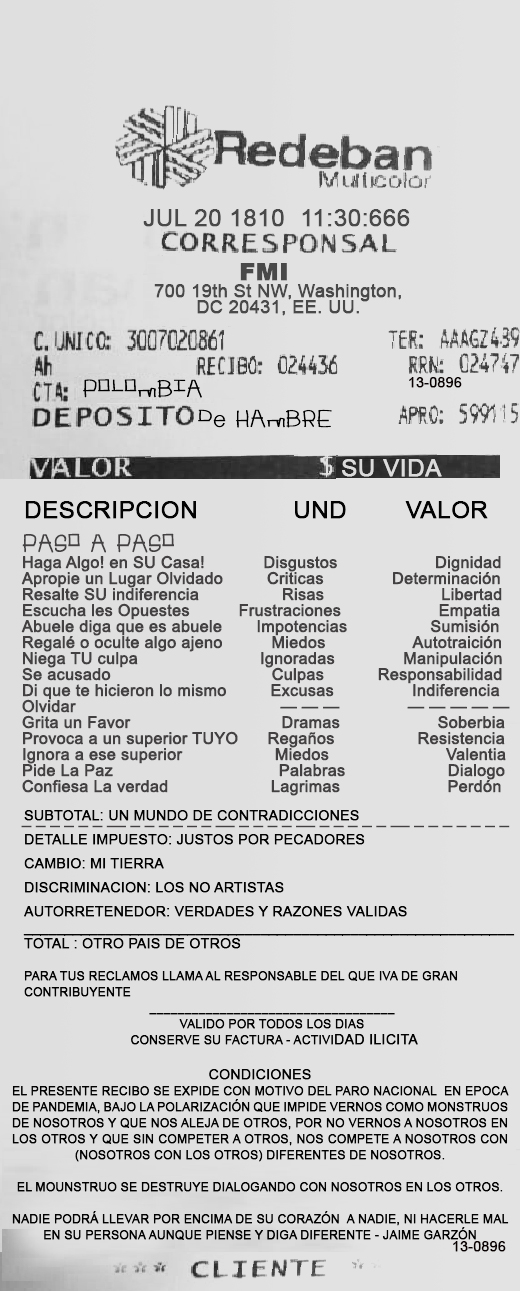 Redeban
Multicolor
JUL 20 1810 11:30:666
CORRESPONSAL
FMI
700 19th St NW, Washington,
DC 20431, EE. UU.
C. UNICO: 3007020861 TER: AAAGZ439
Ah RECIBO: 024436 RRN: 024747
CTA: POLOmBIA 13-0896
DEPOSITO De HAmBRE APRO: 599115
VALOR $ SU VIDA
DESCRIPCION UND VALOR
PASO A PASO
Haga Algo! en SU Casa! Disgustos Dignidad
Apropie un Lugar Olvidado Criticas Determinación
Resalte SU indiferencia Risas Libertad
Escucha les Opuestes Frustraciones Empatia
Abuele diga que es abuele Impotencias Sumisión
Regalé o oculte algo ajeno Miedos Autotraición
Niega TU culpa Ignoradas Manipulación
Se acusado Culpas Responsabilidad
Di que te hicieron lo mismo Excusas Indiferencia
Olvidar — — — — — — — —
Grita un Favor Dramas Soberbia
Provoca a un superior TUYO Regaños Resistencia
Ignora a ese superior Miedos Valentia
Pide La Paz Palabras Dialogo
Confiesa La verdad Lagrimas Perdón
SUBTOTAL: UN MUNDO DE CONTRADICCIONES
DETALLE IMPUESTO: JUSTOS POR PECADORES
CAMBIO: MI TIERRA
DISCRIMINACION: LOS NO ARTISTAS
AUTORRETENEDOR: VERDADES Y RAZONES VALIDAS
TOTAL : OTRO PAIS DE OTROS
PARA TUS RECLAMOS LLAMA AL RESPONSABLE DEL QUE IVA DE GRAN
CONTRIBUYENTE
VALIDO POR TODOS LOS DIAS
CONSERVE SU FACTURA - ACTIVIDAD ILICITA
CONDICIONES
EL PRESENTE RECIBO SE EXPIDE CON MOTIVO DEL PARO NACIONAL EN EPOCA
DE PANDEMIA, BAJO LA POLARIZACIÓN QUE IMPIDE VERNOS COMO MONSTRUOS
DE NOSOTROS Y QUE NOS ALEJA DE OTROS, POR NO VERNOS A NOSOTROS EN
LOS OTROS Y QUE SIN COMPETER A OTROS, NOS COMPETE A NOSOTROS CON
(NOSOTROS CON LOS OTROS) DIFERENTES DE NOSOTROS.
EL MOUNSTRUO SE DESTRUYE DIALOGANDO CON NOSOTROS EN LOS OTROS.
NADIE PODRÁ LLEVAR POR ENCIMA DE SU CORAZÓN A NADIE, NI HACERLE MAL
EN SU PERSONA AUNQUE PIENSE Y DIGA DIFERENTE - JAIME GARZÓN
13-0896
*** CLIENTE ***